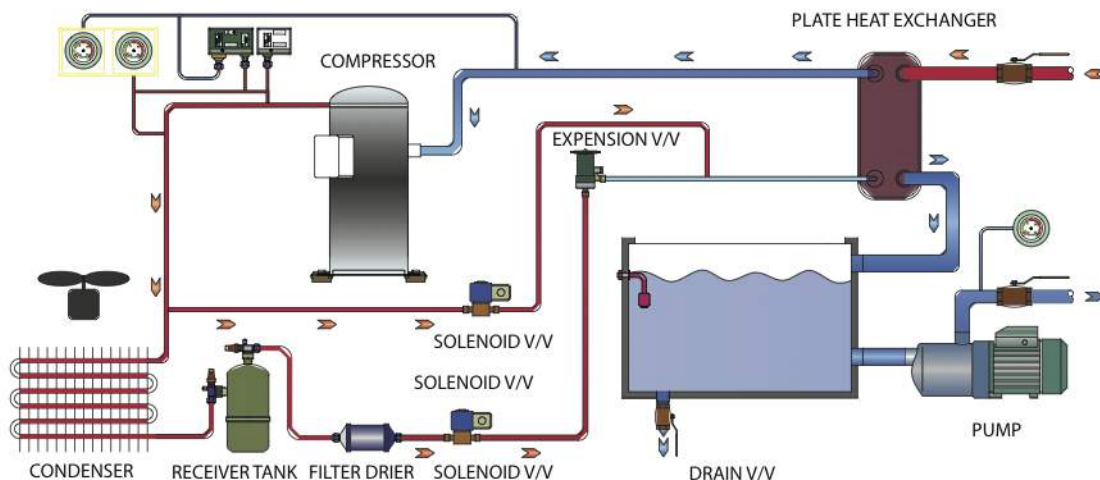 PLATE HEAT EXCHANGER
COMPRESSOR
EXPENSION V/V
SOLENOID V/V
SOLENOID V/V
CONDENSER
RECEIVER TANK
FILTER DRIER
SOLENOID V/V
DRAIN V/V
PUMP